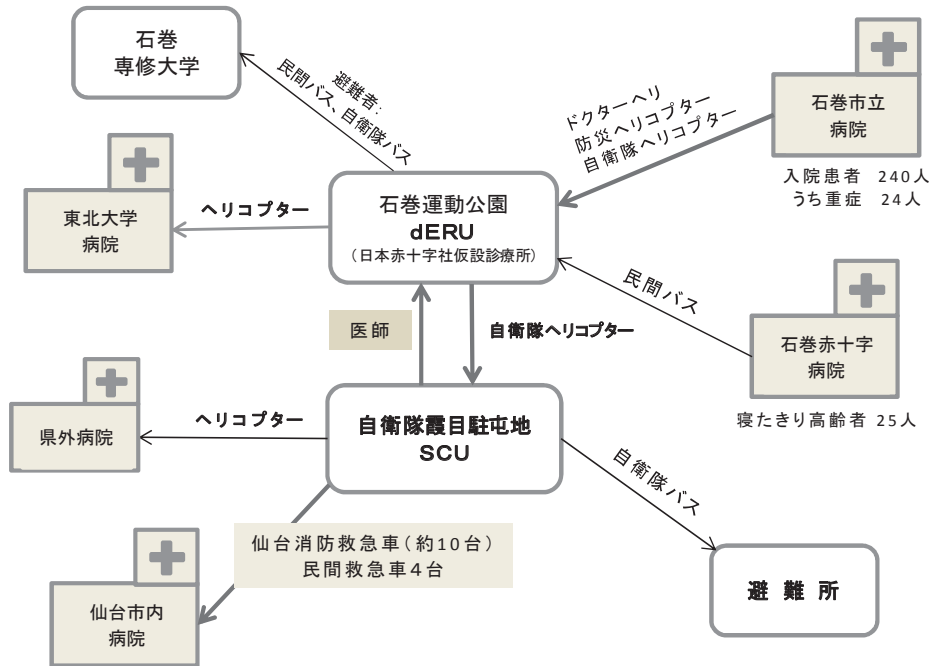 石巻
専修大学
避難者:
民間バス、自衛隊バス
ドクターヘリ
防災ヘリコプター
自衛隊ヘリコプター
石巻市立
病院
入院患者 240人
うち重症 24人
東北大学
病院
ヘリコプター
石巻運動公園
dERU
(日本赤十字社仮設診療所)
民間バス
石巻赤十字
病院
寝たきり高齢者 25人
医師
自衛隊ヘリコプター
県外病院
ヘリコプター
自衛隊霞目駐屯地
SCU
自衛隊バス
仙台消防救急車(約10台)
民間救急車4台
仙台市内
病院
避難所